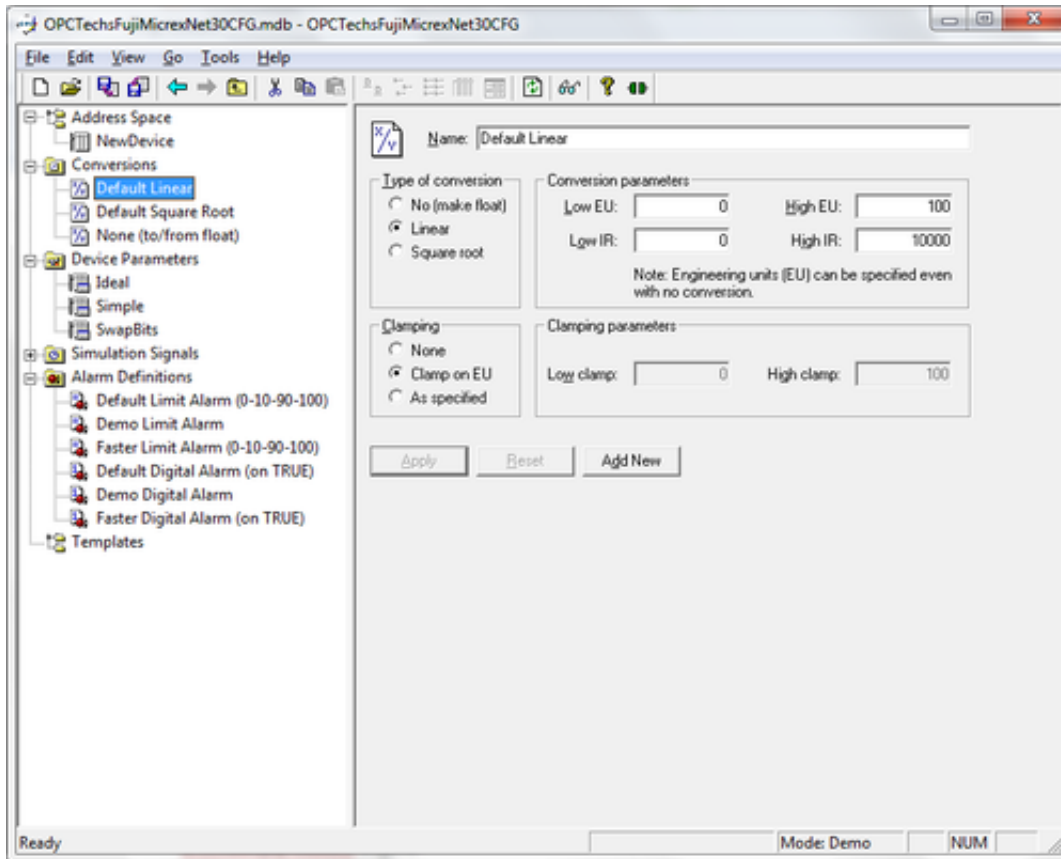 OPCTechsFujiMicrexNet30CFG.mdb - OPCTechsFujiMicrexNet30CFG
File Edit View Go Tools Help
Address Space
NewDevice
Conversions
Default Linear
Default Square Root
None (to/from float)
Device Parameters
Ideal
Simple
SwapBits
Simulation Signals
Alarm Definitions
Default Limit Alarm (0-10-90-100)
Demo Limit Alarm
Faster Limit Alarm (0-10-90-100)
Default Digital Alarm (on TRUE)
Demo Digital Alarm
Faster Digital Alarm (on TRUE)
Templates
Name: Default Linear
Type of conversion
No (make float)
Linear
Square root
Conversion parameters
Low EU: 0 High EU: 100
Low IR: 0 High IR: 10000
Note: Engineering units (EU) can be specified even
with no conversion.
Clamping
None
Clamp on EU
As specified
Clamping parameters
Low clamp: 0 High clamp: 100
Apply Reset Add New
Ready Mode: Demo NUM